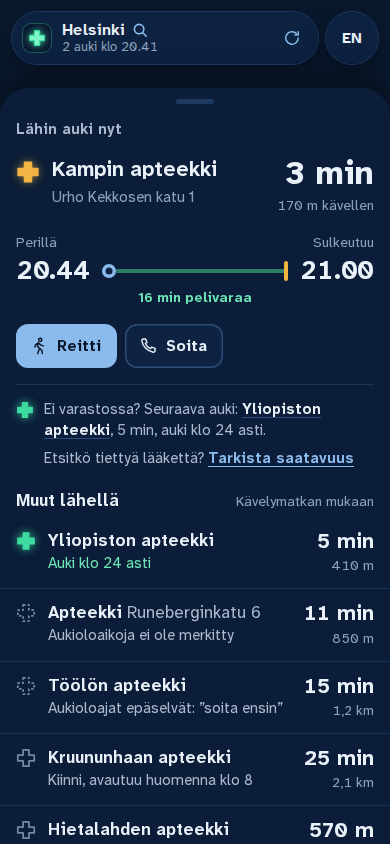 Helsinki
2 auki klo 20.41
EN
Lähin auki nyt
Kampin apteekki
3 min
Urho Kekkosen katu 1
170 m kävellen
Perillä
Sulkeutuu
20.44
21.00
16 min pelivaraa
Reitti
Soita
Ei varastossa? Seuraava auki: Yliopiston
apteekki, 5 min, auki klo 24 asti.
Etsitkö tiettyä lääkettä? Tarkista saatavuus
Muut lähellä
Kävelymatkan mukaan
Yliopiston apteekki
5 min
Auki klo 24 asti
410 m
Apteekki Runeberginkatu 6
11 min
Aukioloaikoja ei ole merkitty
850 m
Töölön apteekki
15 min
Aukioloajat epäselvät: ”soita ensin”
1,2 km
Kruununhaan apteekki
25 min
Kiinni, avautuu huomenna klo 8
2,1 km
Hietalahden apteekki
570 m